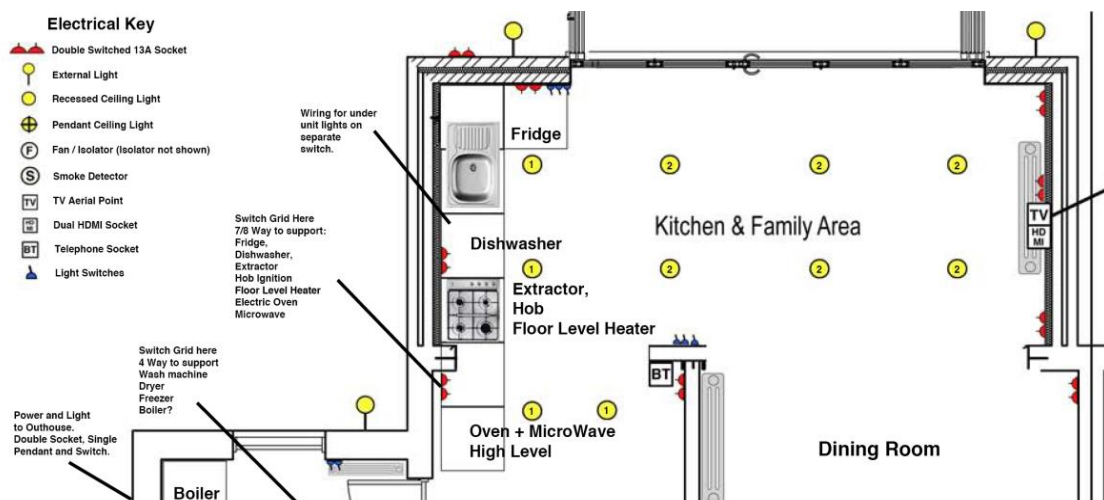 Electrical Key
Double Switched 13A Socket
External Light
Recessed Ceiling Light
Pendant Ceiling Light
F Fan / Isolator (Isolator not shown)
S Smoke Detector
TV TV Aerial Point
HD
MI
Dual HDMI Socket
BT Telephone Socket
Light Switches
Wiring for under
unit lights on
separate
switch.
Fridge
1 2 2 2
Switch Grid Here
7/8 Way to support:
Fridge,
Dishwasher,
Extractor
Hob Ignition
Floor Level Heater
Electric Oven
Microwave
Kitchen & Family Area
TV
HD
MI
Dishwasher
1 2 2 2
Extractor,
Hob
Floor Level Heater
Switch Grid here
4 Way to support
Wash machine
Dryer
Freezer
Boiler?
BT
1 1
Oven + MicroWave
High Level
Dining Room
Power and Light
to Outhouse.
Double Socket, Single
Pendant and Switch.
Boiler